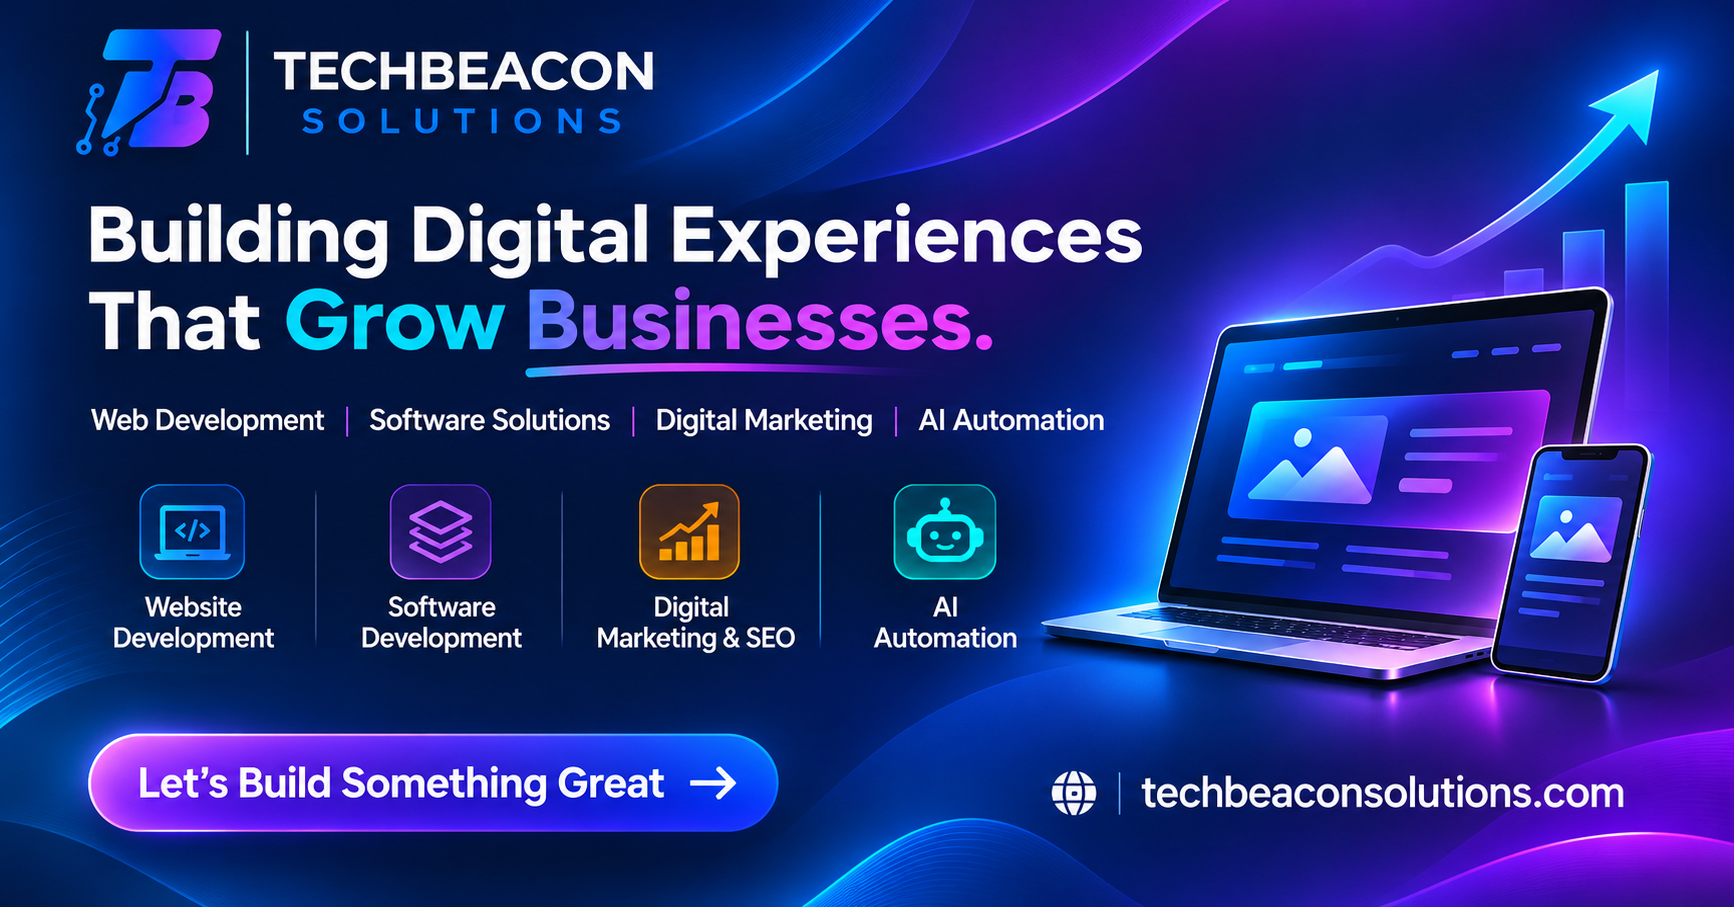 TB
TECHBEACON
SOLUTIONS
Building Digital Experiences
That Grow Businesses.
Web Development | Software Solutions | Digital Marketing | AI Automation
</>
Website
Development
Software
Development
Digital
Marketing & SEO
AI
Automation
Let's Build Something Great →
techbeaconsolutions.com